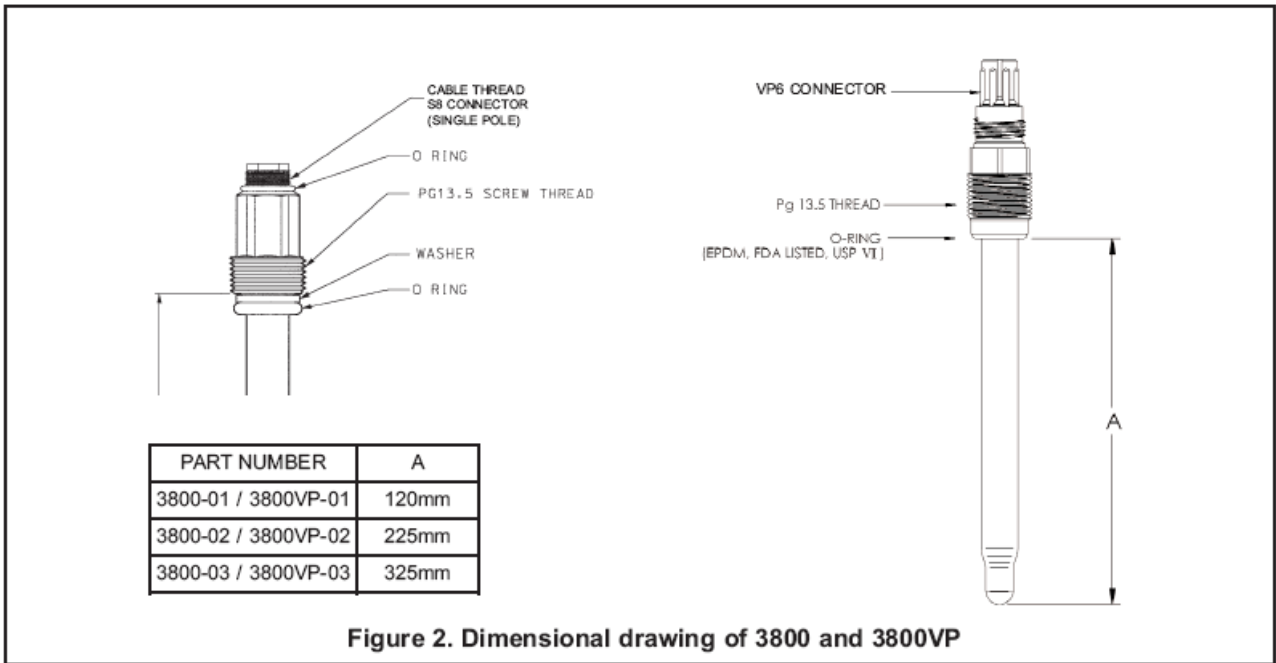 CABLE THREAD
S8 CONNECTOR
(SINGLE POLE)
O RING
PG13.5 SCREW THREAD
WASHER
O RING
VP6 CONNECTOR
Pg 13.5 THREAD
O-RING
(EPDM, FDA LISTED, USP VI)
A
PART NUMBER A
3800-01 / 3800VP-01 120mm
3800-02 / 3800VP-02 225mm
3800-03 / 3800VP-03 325mm
Figure 2. Dimensional drawing of 3800 and 3800VP